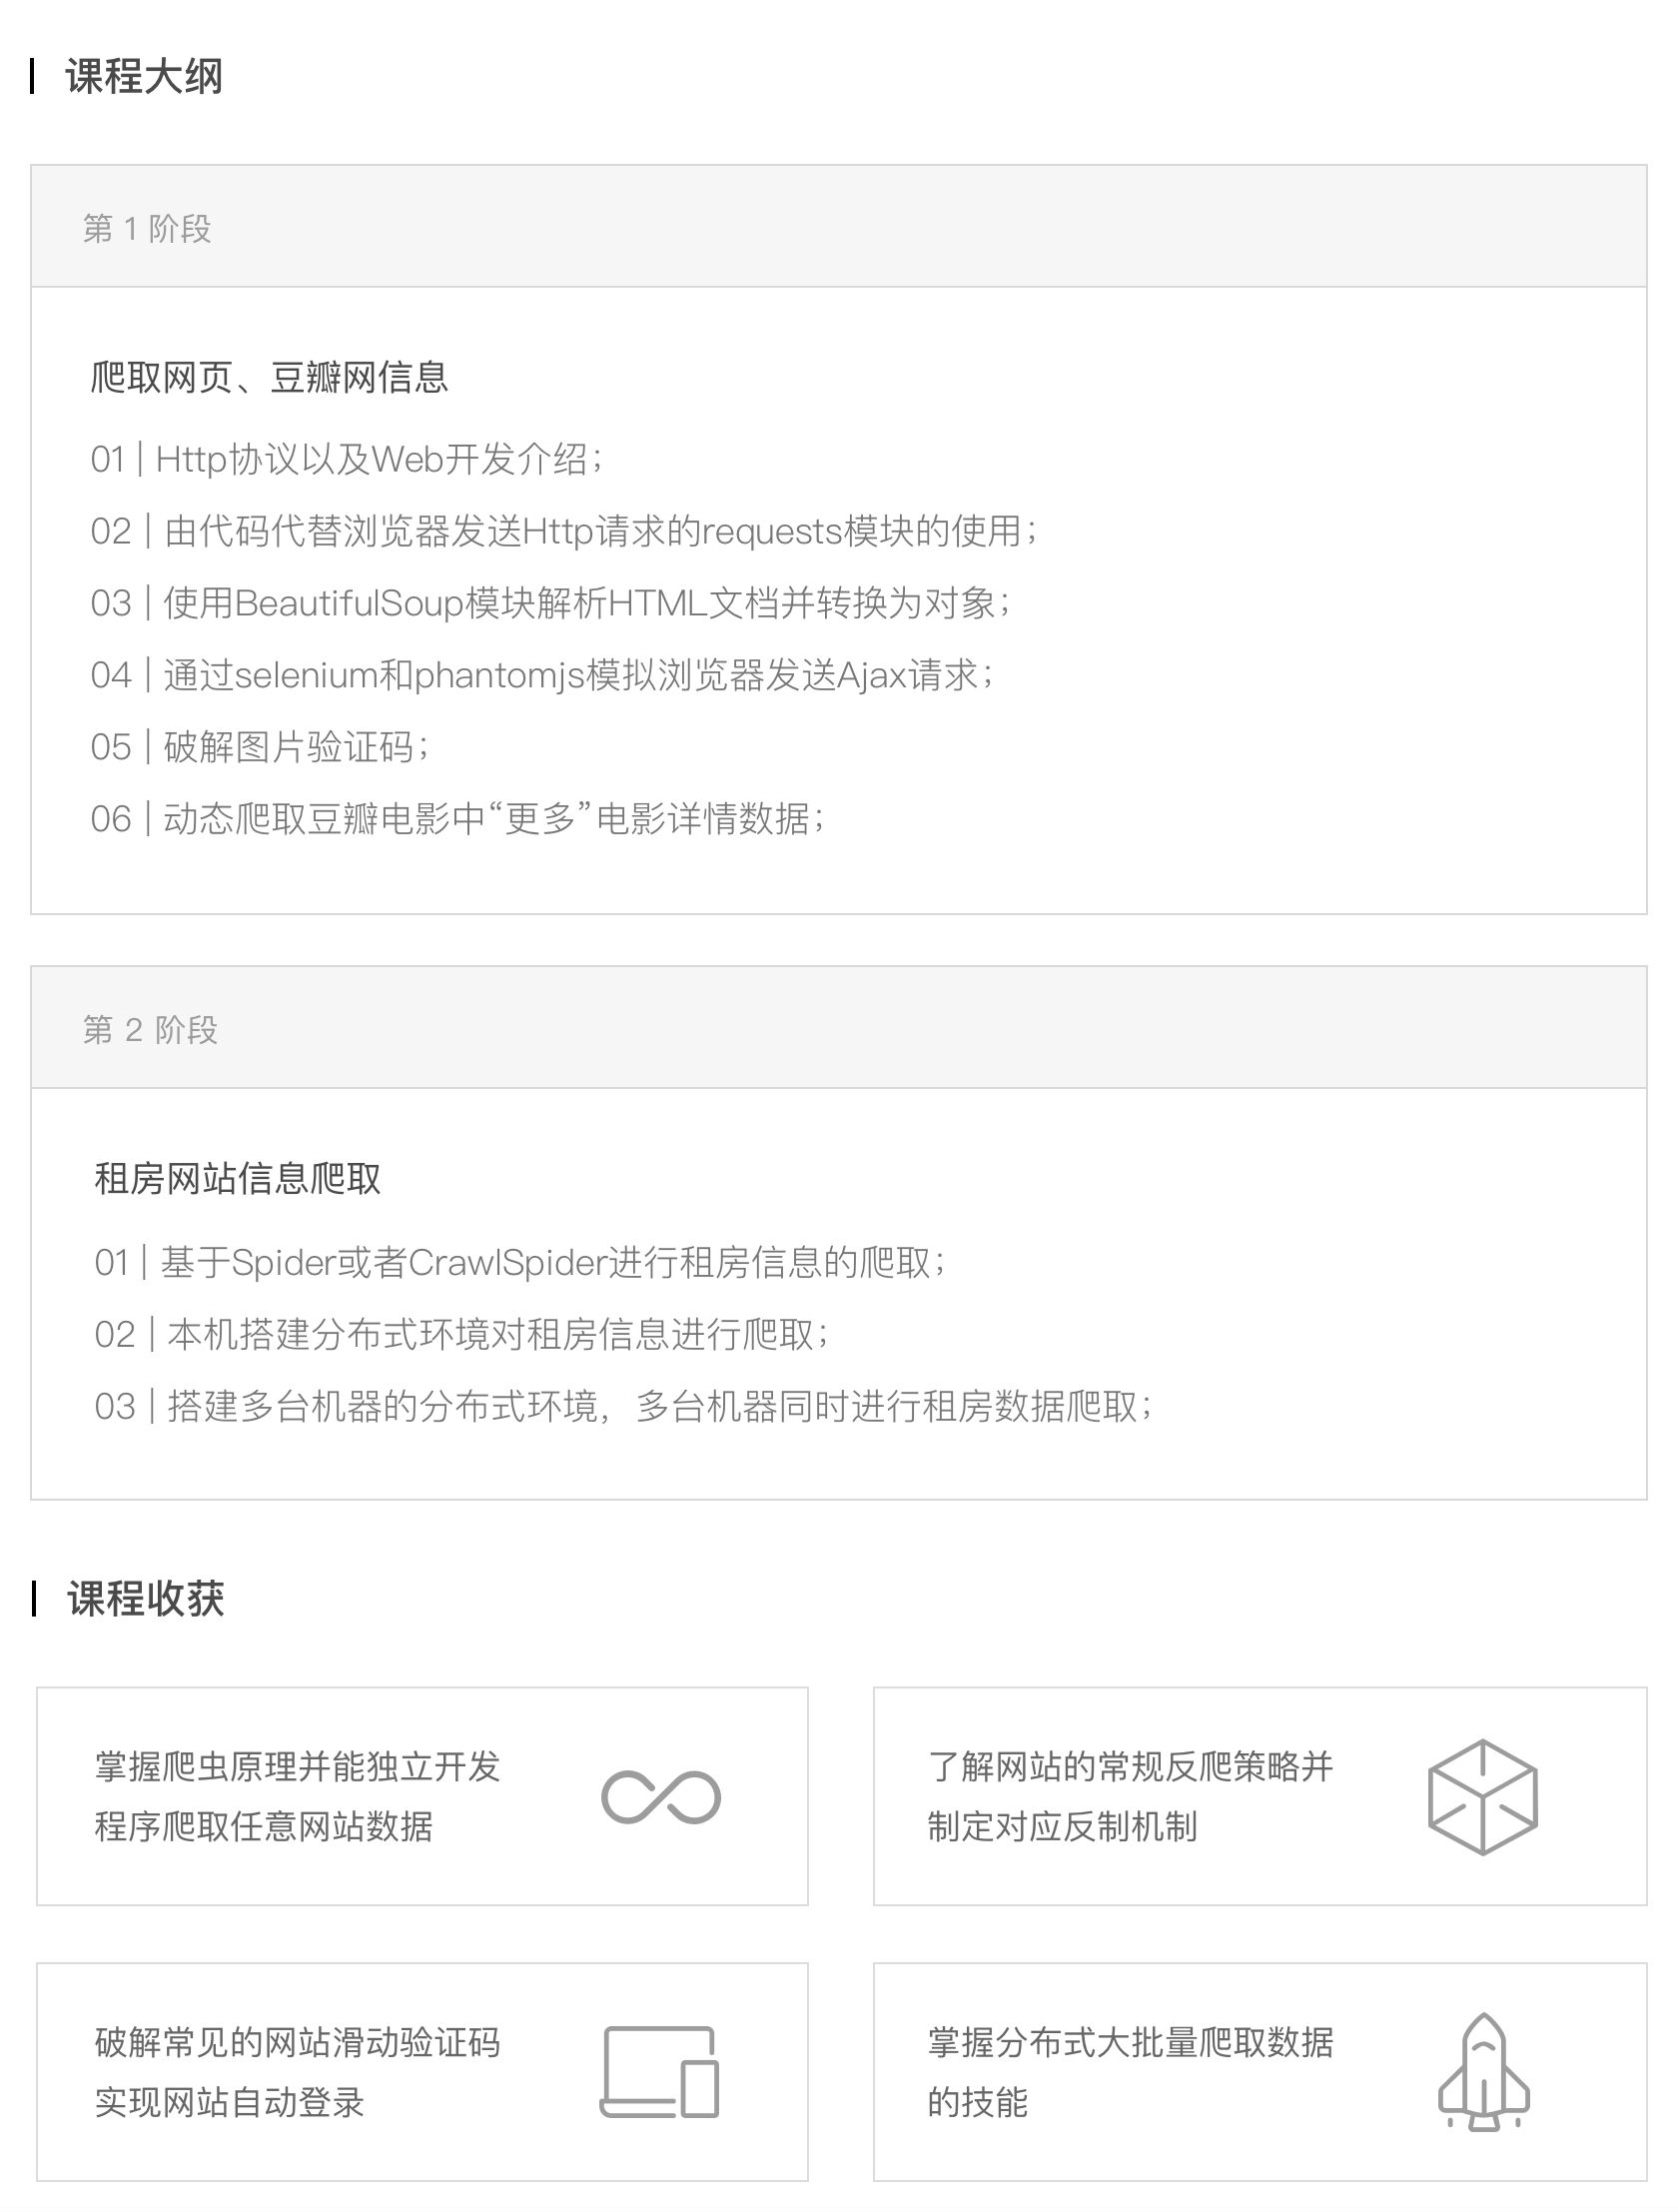 课程大纲
第 1 阶段
爬取网页、豆瓣网信息
01 | Http协议以及Web开发介绍；
02 | 由代码代替浏览器发送Http请求的requests模块的使用；
03 | 使用BeautifulSoup模块解析HTML文档并转换为对象；
04 | 通过selenium和phantomjs模拟浏览器发送Ajax请求；
05 | 破解图片验证码；
06 | 动态爬取豆瓣电影中“更多”电影详情数据；
第 2 阶段
租房网站信息爬取
01 | 基于Spider或者CrawlSpider进行租房信息的爬取；
02 | 本机搭建分布式环境对租房信息进行爬取；
03 | 搭建多台机器的分布式环境，多台机器同时进行租房数据爬取；
课程收获
掌握爬虫原理并能独立开发
程序爬取任意网站数据
了解网站的常规反爬策略并
制定对应反制机制
破解常见的网站滑动验证码
实现网站自动登录
掌握分布式大批量爬取数据
的技能